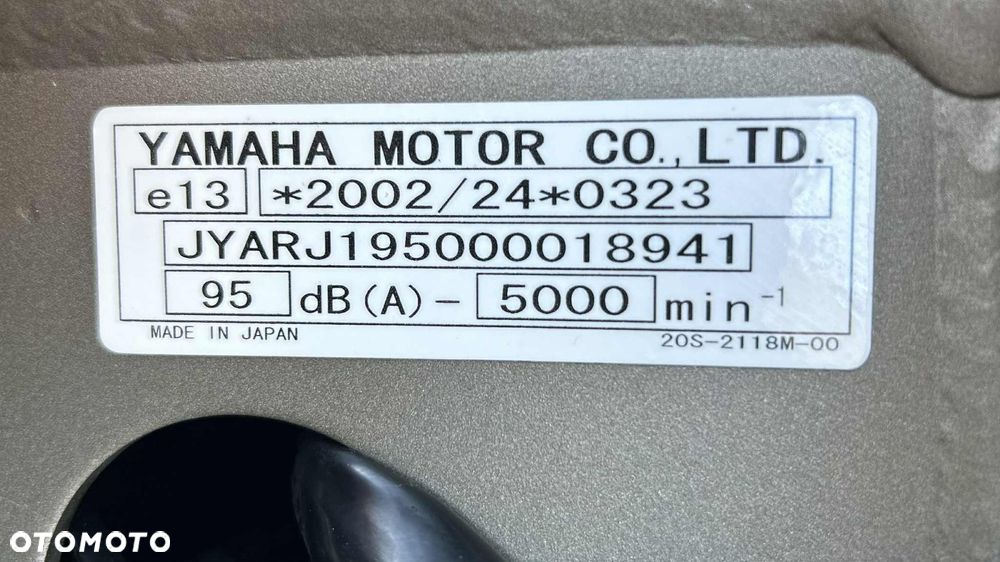 YAMAHA MOTOR CO., LTD.
e13 *2002/24*0323
JYARJ195000018941
95 dB(A) - 5000 min⁻¹
MADE IN JAPAN 20S-2118M-00
OTOMOTO